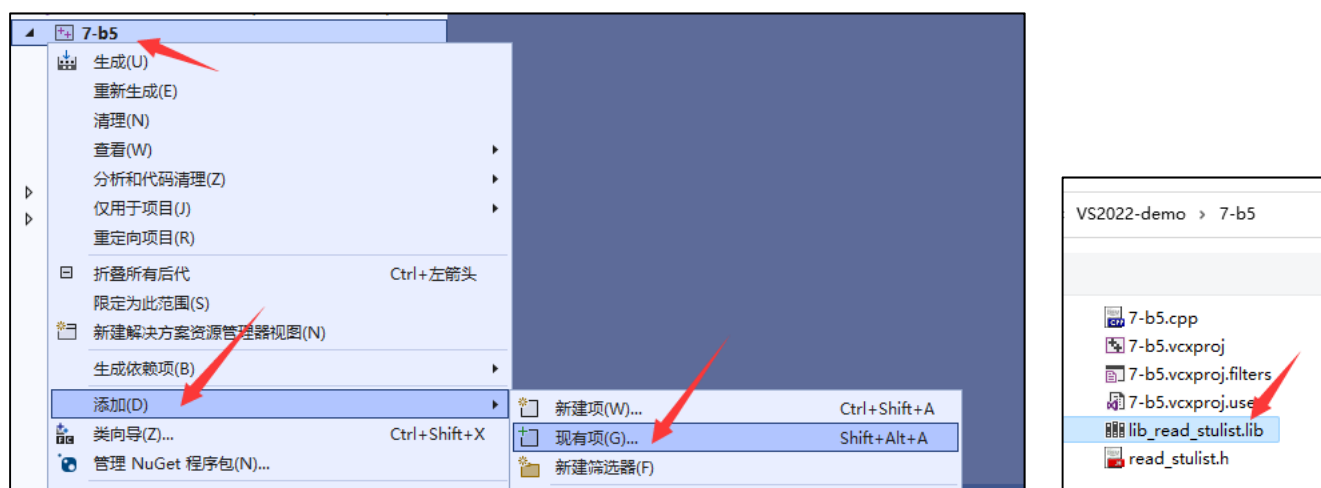 7-b5
生成(U)
重新生成(E)
清理(N)
查看(W)
分析和代码清理(Z)
仅用于项目(J)
重定向项目(R)
折叠所有后代 Ctrl+左箭头
限定为此范围(S)
新建解决方案资源管理器视图(N)
生成依赖项(B)
添加(D)
类向导(Z)... Ctrl+Shift+X
管理 NuGet 程序包(N)...
新建项(W)... Ctrl+Shift+A
现有项(G)... Shift+Alt+A
新建筛选器(F)
VS2022-demo > 7-b5
7-b5.cpp
7-b5.vcxproj
7-b5.vcxproj.filters
7-b5.vcxproj.use
lib_read_stulist.lib
read_stulist.h